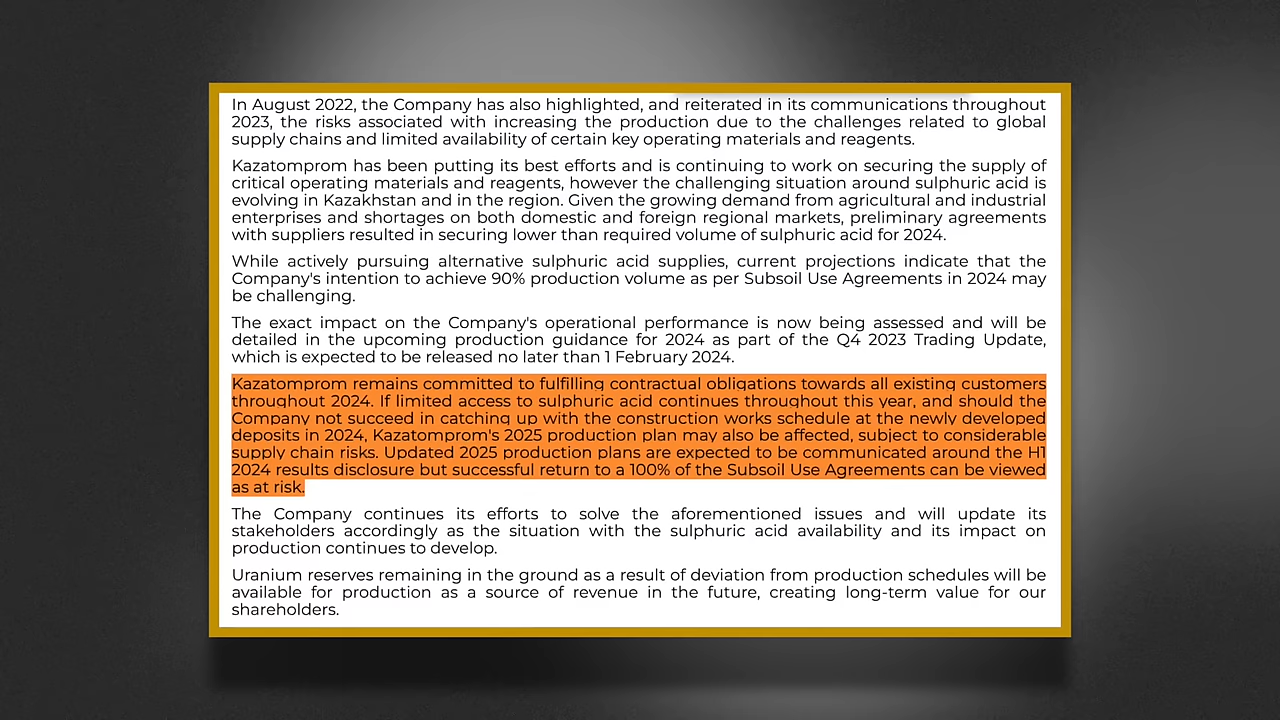 In August 2022, the Company has also highlighted, and reiterated in its communications throughout
2023, the risks associated with increasing the production due to the challenges related to global
supply chains and limited availability of certain key operating materials and reagents.
Kazatomprom has been putting its best efforts and is continuing to work on securing the supply of
critical operating materials and reagents, however the challenging situation around sulphuric acid is
evolving in Kazakhstan and in the region. Given the growing demand from agricultural and industrial
enterprises and shortages on both domestic and foreign regional markets, preliminary agreements
with suppliers resulted in securing lower than required volume of sulphuric acid for 2024.
While actively pursuing alternative sulphuric acid supplies, current projections indicate that the
Company's intention to achieve 90% production volume as per Subsoil Use Agreements in 2024 may
be challenging.
The exact impact on the Company's operational performance is now being assessed and will be
detailed in the upcoming production guidance for 2024 as part of the Q4 2023 Trading Update,
which is expected to be released no later than 1 February 2024.
Kazatomprom remains committed to fulfilling contractual obligations towards all existing customers
throughout 2024. If limited access to sulphuric acid continues throughout this year, and should the
Company not succeed in catching up with the construction works schedule at the newly developed
deposits in 2024, Kazatomprom's 2025 production plan may also be affected, subject to considerable
supply chain risks. Updated 2025 production plans are expected to be communicated around the H1
2024 results disclosure but successful return to a 100% of the Subsoil Use Agreements can be viewed
as at risk.
The Company continues its efforts to solve the aforementioned issues and will update its
stakeholders accordingly as the situation with the sulphuric acid availability and its impact on
production continues to develop.
Uranium reserves remaining in the ground as a result of deviation from production schedules will be
available for production as a source of revenue in the future, creating long-term value for our
shareholders.